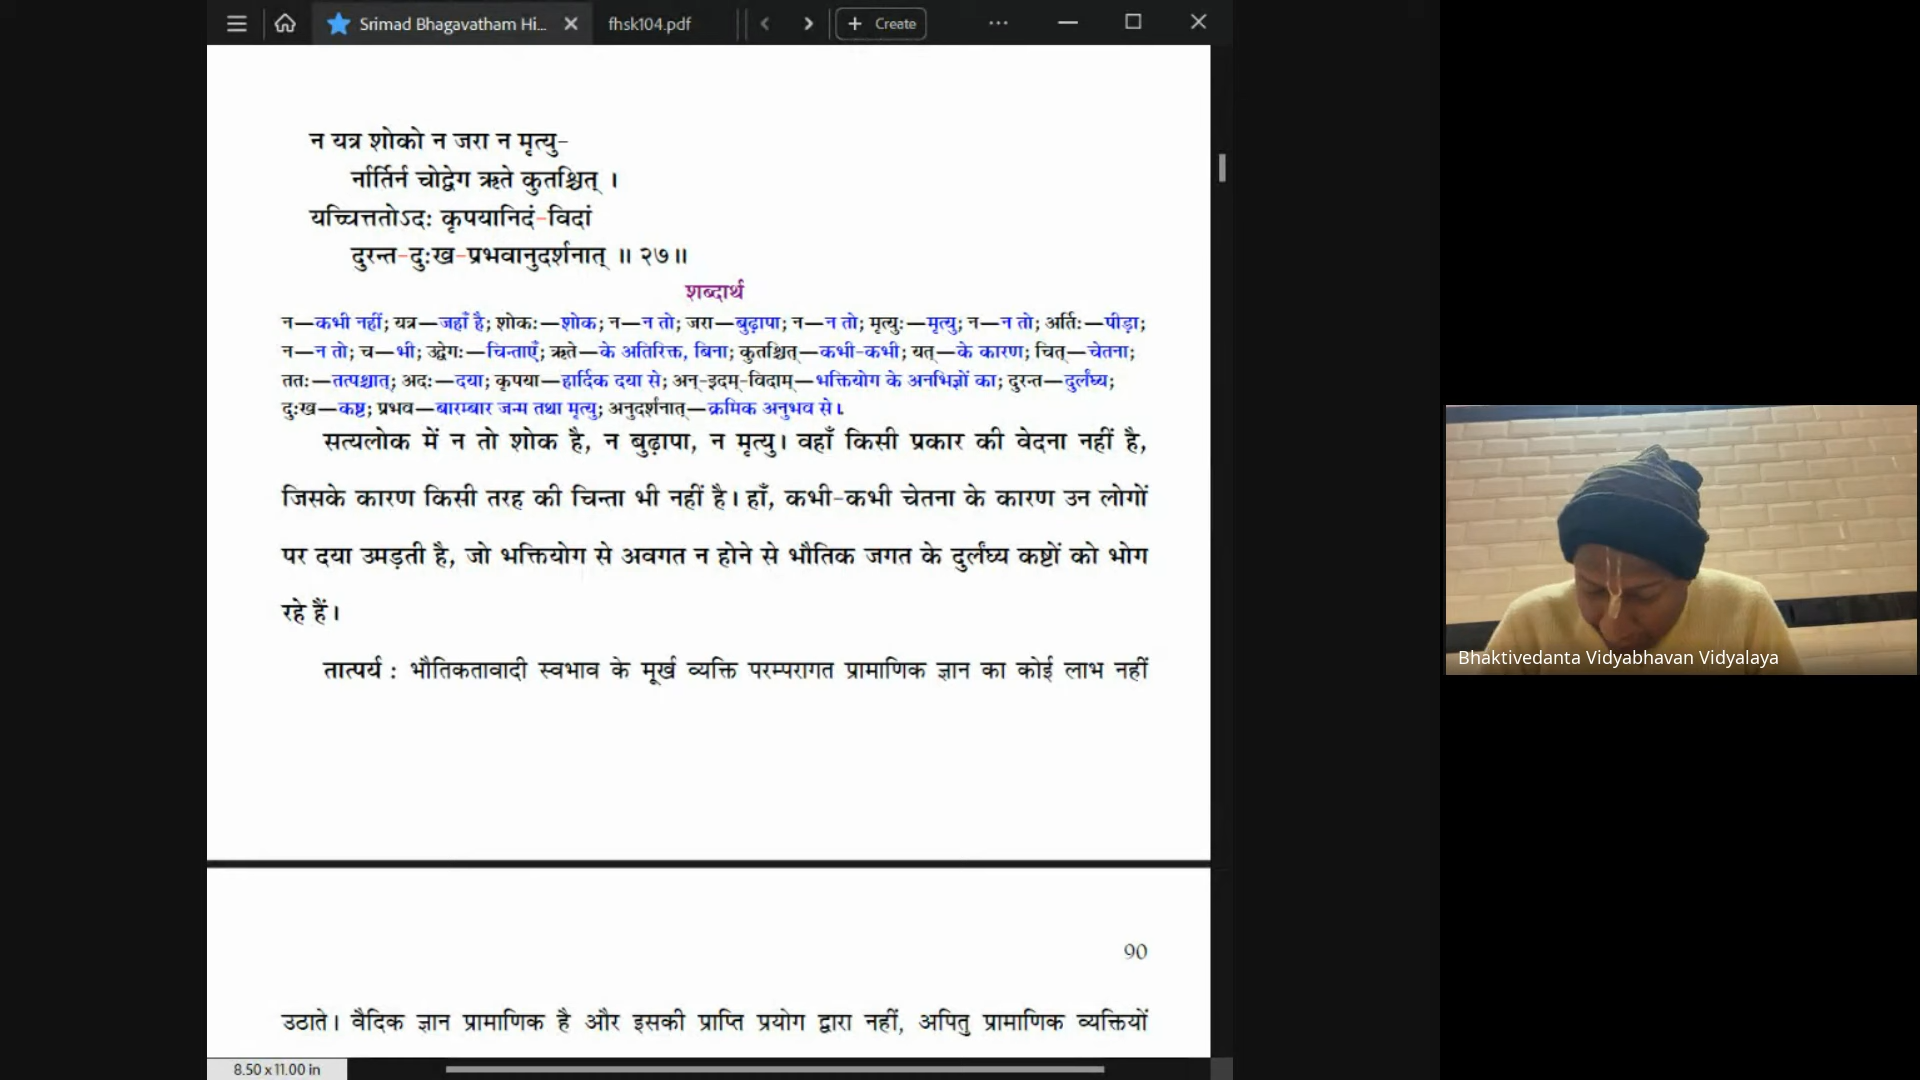 Srimad Bhagavatham Hi...
fhsk104.pdf
Create
न यत्र शोको न जरा न मृत्यु-
र्नार्तिर्न चोद्वेग ऋते कुतश्चित् ।
यच्चित्ततोऽदः कृपयानिदं-विदां
दुरन्त-दुःख-प्रभवानुदर्शनात् ॥ २७॥
शब्दार्थ
न—कभी नहीं; यत्र—जहाँ है; शोकः—शोक; न—न तो; जरा—बुढ़ापा; न—न तो; मृत्युः—मृत्यु; न—न तो; अर्तिः—पीड़ा;
न—न तो; च—भी; उद्वेगः—चिन्ताएँ; ऋते—के अतिरिक्त, बिना; कुतश्चित्—कभी-कभी; यत्—के कारण; चित्—चेतना;
ततः—तत्पश्चात्; अदः—दया; कृपया—हार्दिक दया से; अन्-इदम्-विदाम्—भक्तियोग के अनभिज्ञों का; दुरन्त—दुर्लंघ्य;
दुःख—कष्ट; प्रभव—बारम्बार जन्म तथा मृत्यु; अनुदर्शनात्—क्रमिक अनुभव से।
सत्यलोक में न तो शोक है, न बुढ़ापा, न मृत्यु। वहाँ किसी प्रकार की वेदना नहीं है,
जिसके कारण किसी तरह की चिन्ता भी नहीं है। हाँ, कभी-कभी चेतना के कारण उन लोगों
पर दया उमड़ती है, जो भक्तियोग से अवगत न होने से भौतिक जगत के दुर्लंघ्य कष्टों को भोग
रहे हैं।
तात्पर्य : भौतिकतावादी स्वभाव के मूर्ख व्यक्ति परम्परागत प्रामाणिक ज्ञान का कोई लाभ नहीं
90
उठाते। वैदिक ज्ञान प्रामाणिक है और इसकी प्राप्ति प्रयोग द्वारा नहीं, अपितु प्रामाणिक व्यक्तियों
8.50 x 11.00 in
Bhaktivedanta Vidyabhavan Vidyalaya